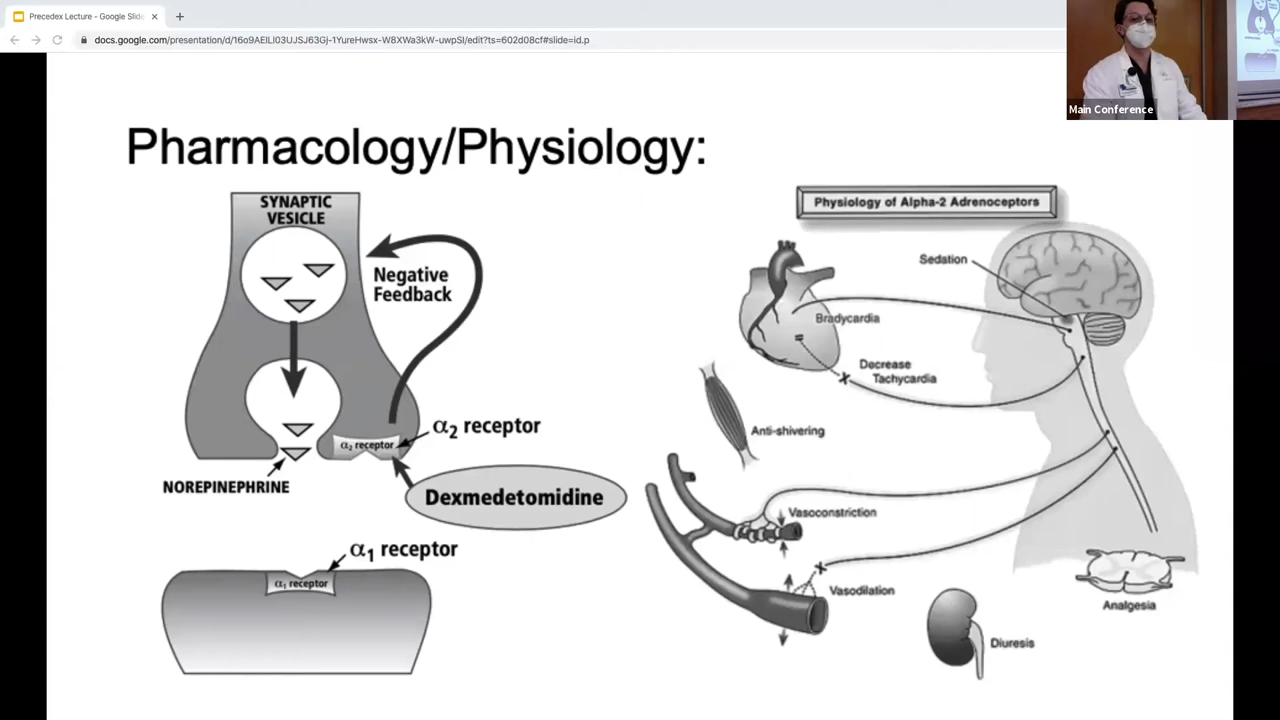 Precedex Lecture - Google Slide
docs.google.com/presentation/d/16o9AEILI03UJSJ63Gj-1YureHwsx-W8XWa3kW-uwpSI/edit?ts=602d08cf#slide=id.p
Main Conference
Pharmacology/Physiology:
SYNAPTIC
VESICLE
Negative
Feedback
α2 receptor
α2 receptor
NOREPINEPHRINE
Dexmedetomidine
α1 receptor
α1 receptor
Physiology of Alpha-2 Adrenoceptors
Sedation
Bradycardia
Decrease
Tachycardia
Anti-shivering
Vasoconstriction
Vasodilation
Analgesia
Diuresis